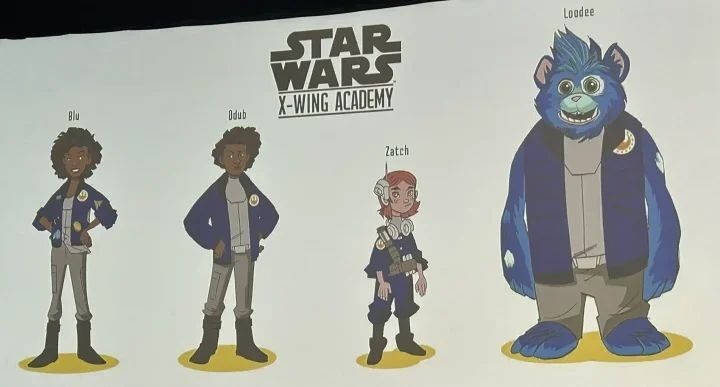 STAR
WARS
X-WING ACADEMY
Blu
Odub
Zatch
Loodee